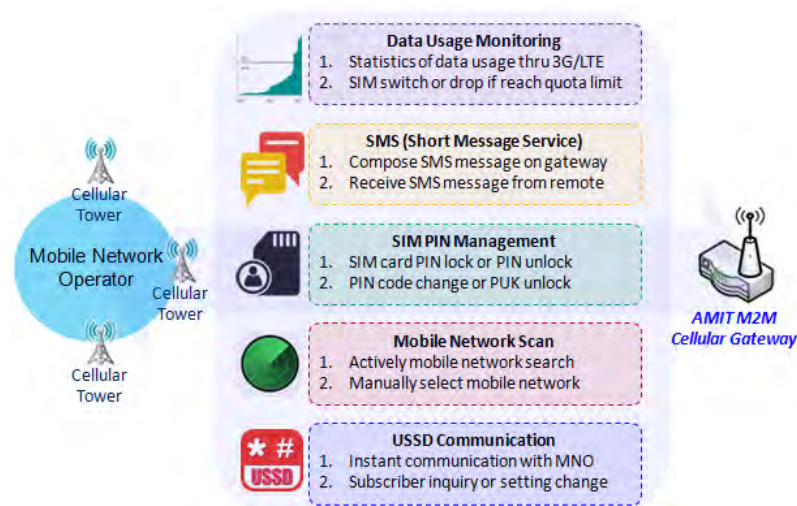 Data Usage Monitoring
1. Statistics of data usage thru 3G/LTE
2. SIM switch or drop if reach quota limit
SMS (Short Message Service)
1. Compose SMS message on gateway
2. Receive SMS message from remote
SIM PIN Management
1. SIM card PIN lock or PIN unlock
2. PIN code change or PUK unlock
Mobile Network Scan
1. Actively mobile network search
2. Manually select mobile network
USSD Communication
1. Instant communication with MNO
2. Subscriber inquiry or setting change
* #
USSD
Cellular
Tower
Mobile Network
Operator
Cellular
Tower
Cellular
Tower
AMIT M2M
Cellular Gateway